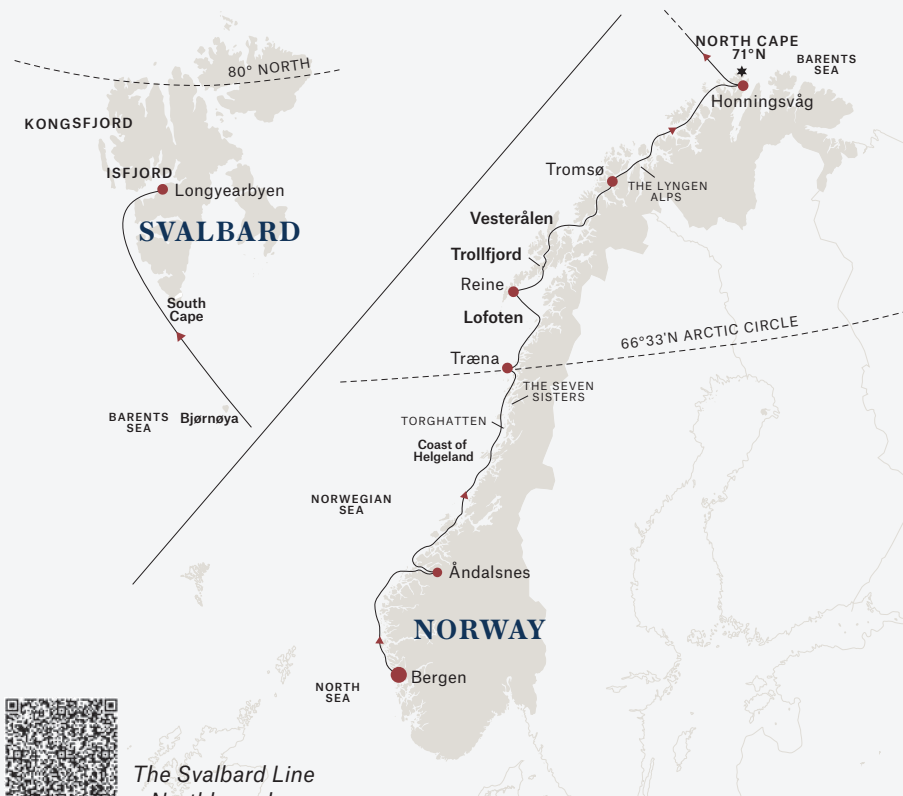 80° NORTH
KONGSFJORD
ISFJORD
Longyearbyen
SVALBARD
South
Cape
BARENTS
SEA
Bjørnøya
NORTH CAPE
71°N
BARENTS
SEA
Honningsvåg
Tromsø
THE LYNGEN
ALPS
Vesterålen
Trollfjord
Reine
Lofoten
66°33'N ARCTIC CIRCLE
Træna
THE SEVEN
SISTERS
TORGHATTEN
Coast of
Helgeland
NORWEGIAN
SEA
Åndalsnes
NORWAY
Bergen
NORTH
SEA
The Svalbard Line